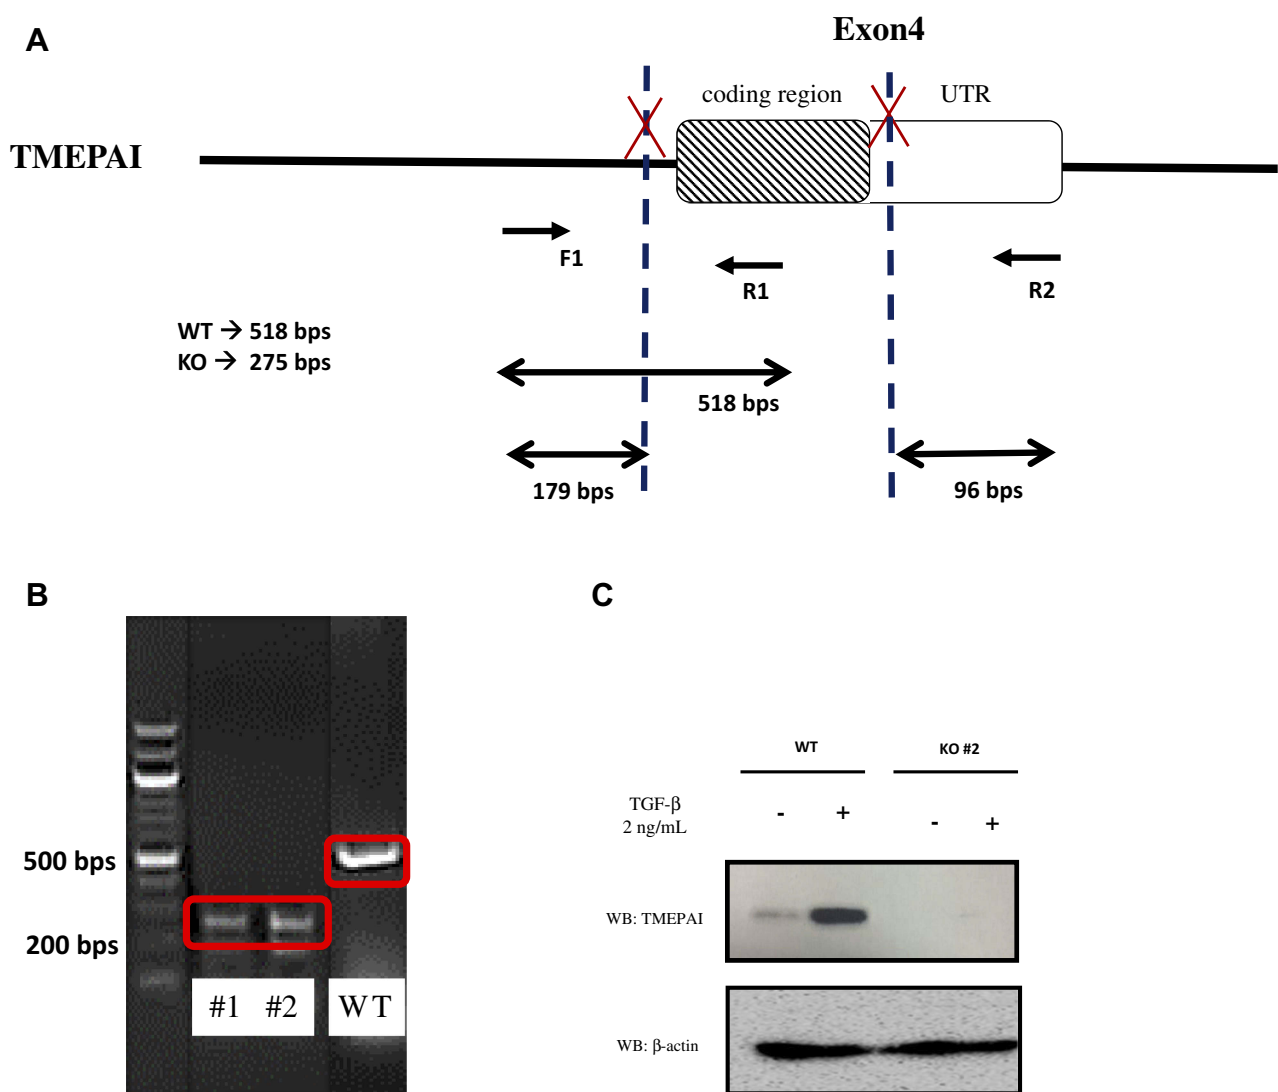 A
Exon4
coding region
UTR
TMEPAI
F1
R1
R2
WT → 518 bps
KO → 275 bps
518 bps
179 bps
96 bps
B
500 bps
200 bps
#1
#2
WT
C
WT
KO #2
TGF-β
2 ng/mL
- + - +
WB: TMEPAI
WB: β-actin